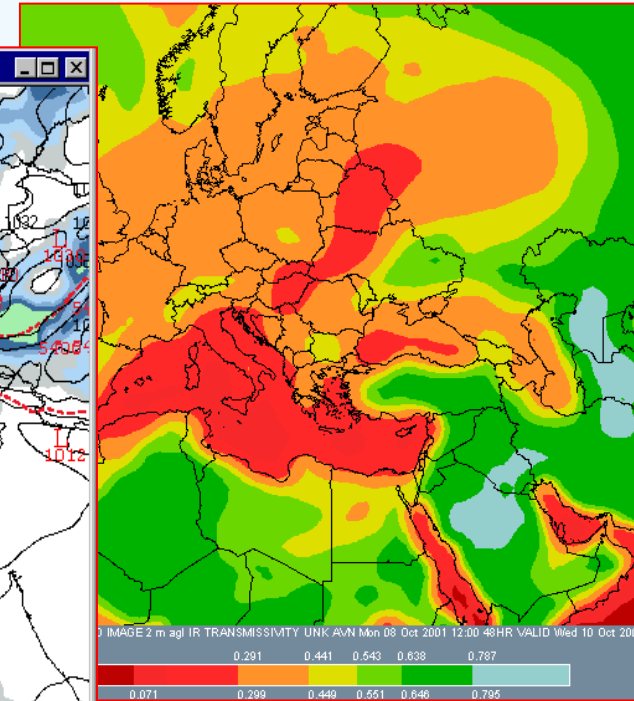 1032
1012
IMAGE 2 m agl IR TRANSMISSIVITY UNK AVN Mon 08 Oct 2001 12:00 48HR VALID Wed 10 Oct
0.291 0.441 0.543 0.638 0.787
0.071 0.299 0.449 0.551 0.646 0.795